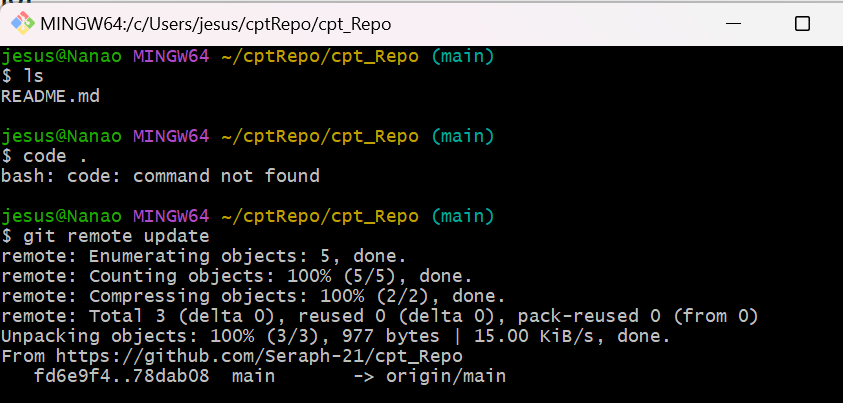 MINGW64:/c/Users/jesus/cptRepo/cpt_Repo
jesus@Nanao MINGW64 ~/cptRepo/cpt_Repo (main)
$ ls
README.md
jesus@Nanao MINGW64 ~/cptRepo/cpt_Repo (main)
$ code .
bash: code: command not found
jesus@Nanao MINGW64 ~/cptRepo/cpt_Repo (main)
$ git remote update
remote: Enumerating objects: 5, done.
remote: Counting objects: 100% (5/5), done.
remote: Compressing objects: 100% (2/2), done.
remote: Total 3 (delta 0), reused 0 (delta 0), pack-reused 0 (from 0)
Unpacking objects: 100% (3/3), 977 bytes | 15.00 KiB/s, done.
From https://github.com/Seraph-21/cpt_Repo
   fd6e9f4..78dab08  main       -> origin/main